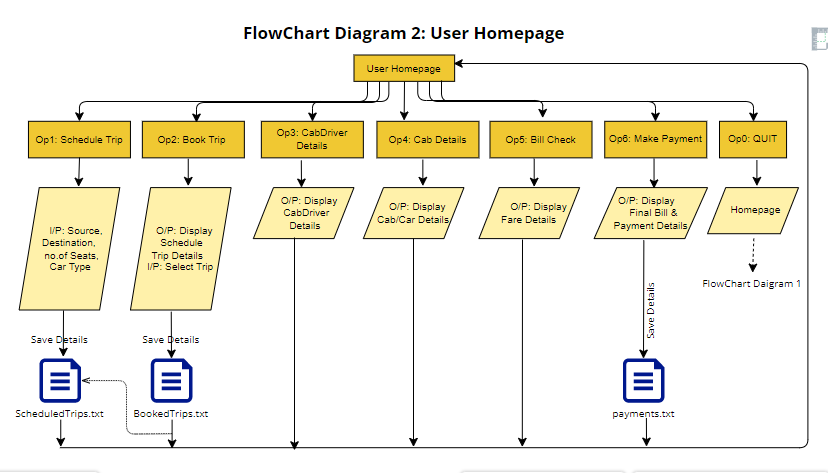 FlowChart Diagram 2: User Homepage
User Homepage
Op1: Schedule Trip
Op2: Book Trip
Op3: CabDriver
Details
Op4: Cab Details
Op5: Bill Check
Op6: Make Payment
Op0: QUIT
I/P: Source,
Destination,
no.of Seats,
Car Type
O/P: Display
Schedule
Trip Details
I/P: Select Trip
O/P: Display
CabDriver
Details
O/P: Display
Cab/Car Details
O/P: Display
Fare Details
O/P: Display
Final Bill &
Payment Details
Homepage
FlowChart Daigram 1
Save Details
Save Details
Save Details
ScheduledTrips.txt
BookedTrips.txt
payments.txt